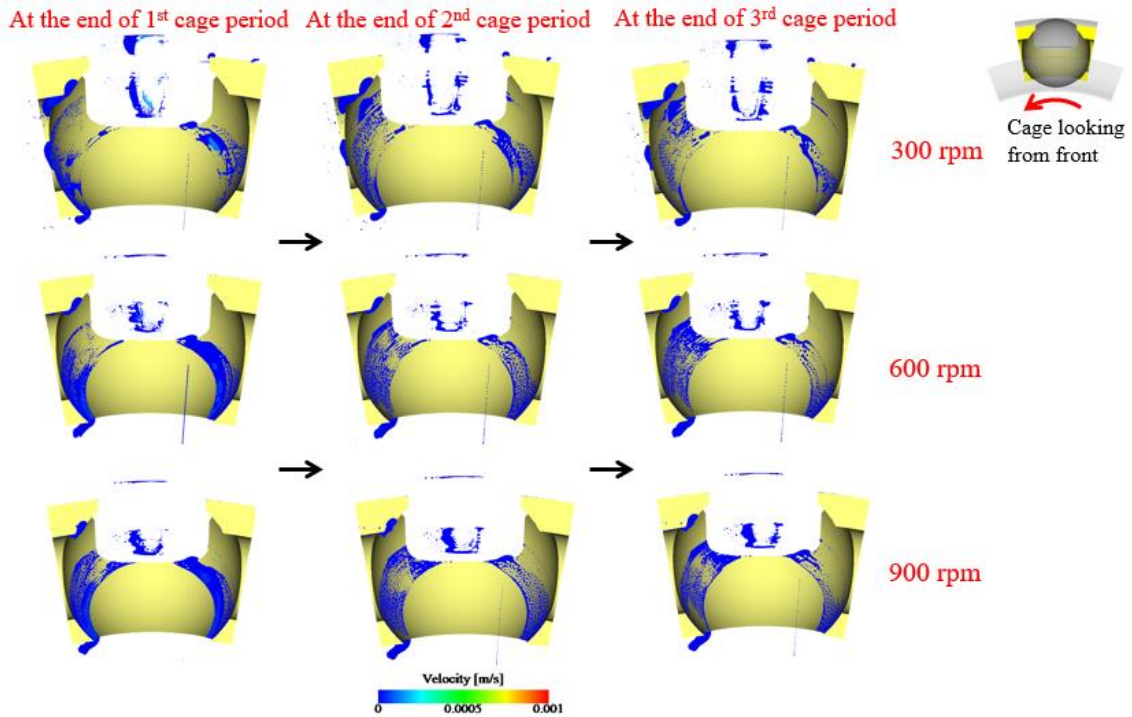 At the end of 1st cage period
At the end of 2nd cage period
At the end of 3rd cage period
Cage looking
from front
300 rpm
600 rpm
900 rpm
Velocity [m/s]
0 0.0005 0.001